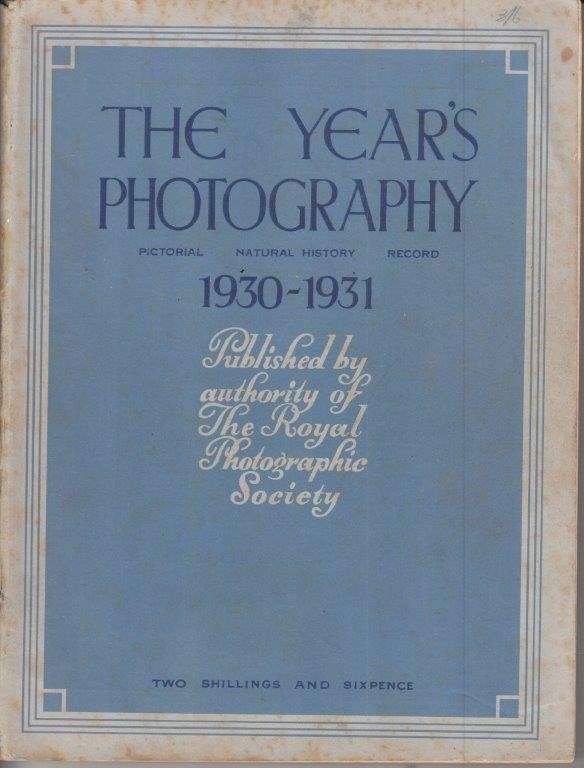 THE YEAR'S
PHOTOGRAPHY
PICTORIAL NATURAL HISTORY RECORD
1930-1931
Published by
authority of
The Royal
Photographic
Society
TWO SHILLINGS AND SIXPENCE